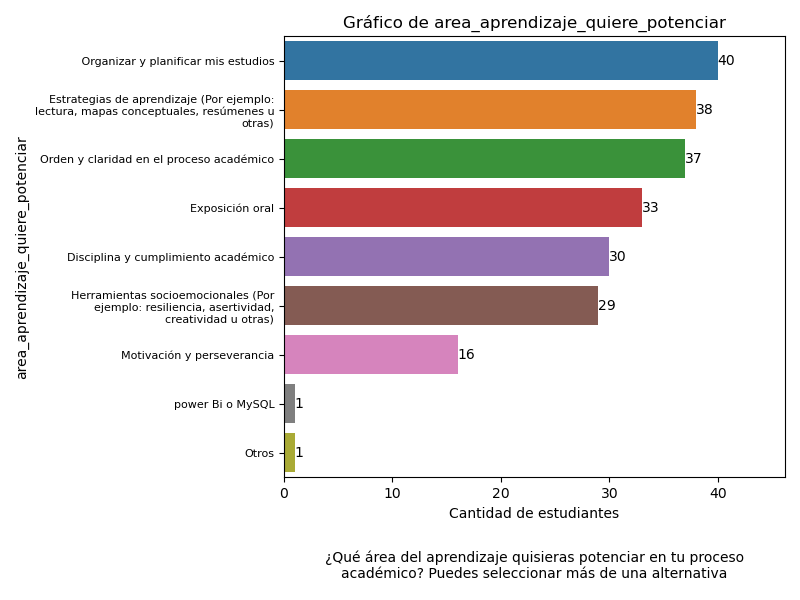 Gráfico de area_aprendizaje_quiere_potenciar
area_aprendizaje_quiere_potenciar
Organizar y planificar mis estudios
40
Estrategias de aprendizaje (Por ejemplo:
lectura, mapas conceptuales, resúmenes u
otras)
38
Orden y claridad en el proceso académico
37
Exposición oral
33
Disciplina y cumplimiento académico
30
Herramientas socioemocionales (Por
ejemplo: resiliencia, asertividad,
creatividad u otras)
29
Motivación y perseverancia
16
power Bi o MySQL
1
Otros
1
0 10 20 30 40
Cantidad de estudiantes
¿Qué área del aprendizaje quisieras potenciar en tu proceso
académico? Puedes seleccionar más de una alternativa